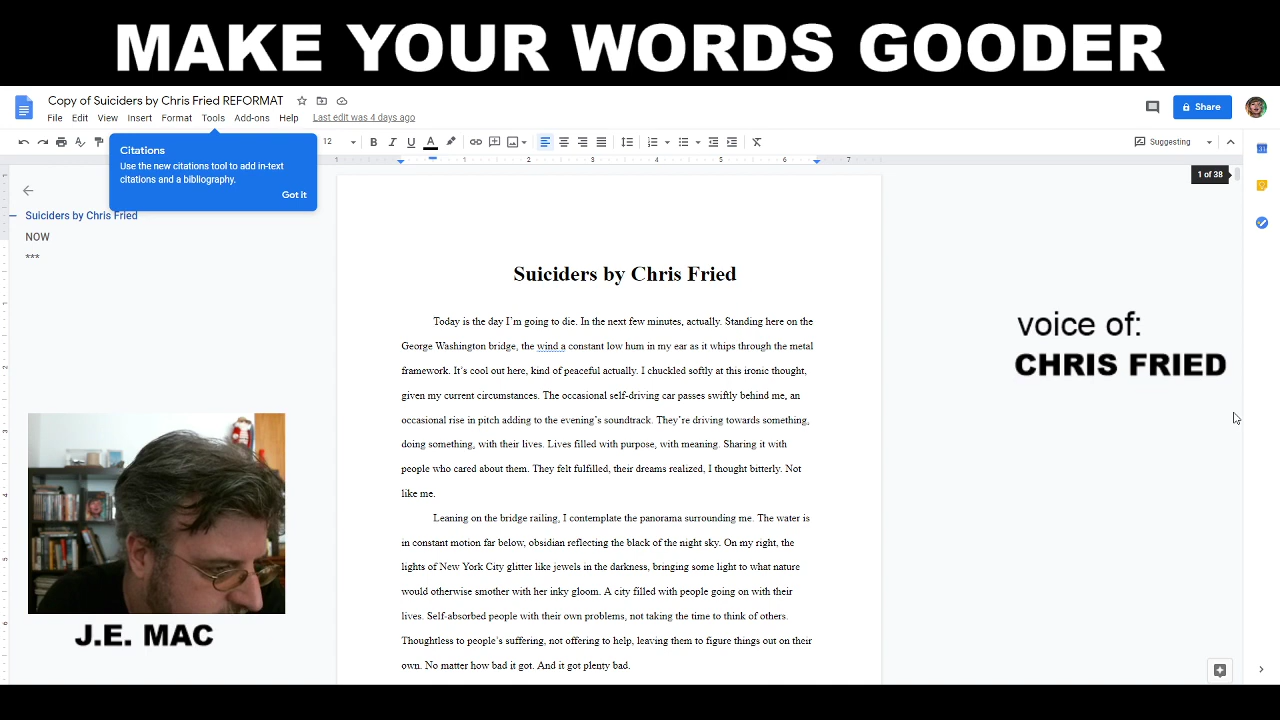 MAKE YOUR WORDS GOODER
Copy of Suiciders by Chris Fried REFORMAT
Share
File Edit View Insert Format Tools Add-ons Help Last edit was 4 days ago
12
B I U A
Suggesting
Citations
Use the new citations tool to add in-text
citations and a bibliography.
Got it
1 1 2 3 4 5 6 7
1 of 38
Suiciders by Chris Fried
NOW
***
Suiciders by Chris Fried
Today is the day I'm going to die. In the next few minutes, actually. Standing here on the
George Washington bridge, the wind a constant low hum in my ear as it whips through the metal
framework. It's cool out here, kind of peaceful actually. I chuckled softly at this ironic thought,
given my current circumstances. The occasional self-driving car passes swiftly behind me, an
occasional rise in pitch adding to the evening's soundtrack. They're driving towards something,
doing something, with their lives. Lives filled with purpose, with meaning. Sharing it with
people who cared about them. They felt fulfilled, their dreams realized, I thought bitterly. Not
like me.
Leaning on the bridge railing, I contemplate the panorama surrounding me. The water is
in constant motion far below, obsidian reflecting the black of the night sky. On my right, the
lights of New York City glitter like jewels in the darkness, bringing some light to what nature
would otherwise smother with her inky gloom. A city filled with people going on with their
lives. Self-absorbed people with their own problems, not taking the time to think of others.
Thoughtless to people's suffering, not offering to help, leaving them to figure things out on their
own. No matter how bad it got. And it got plenty bad.
voice of:
CHRIS FRIED
J.E. MAC